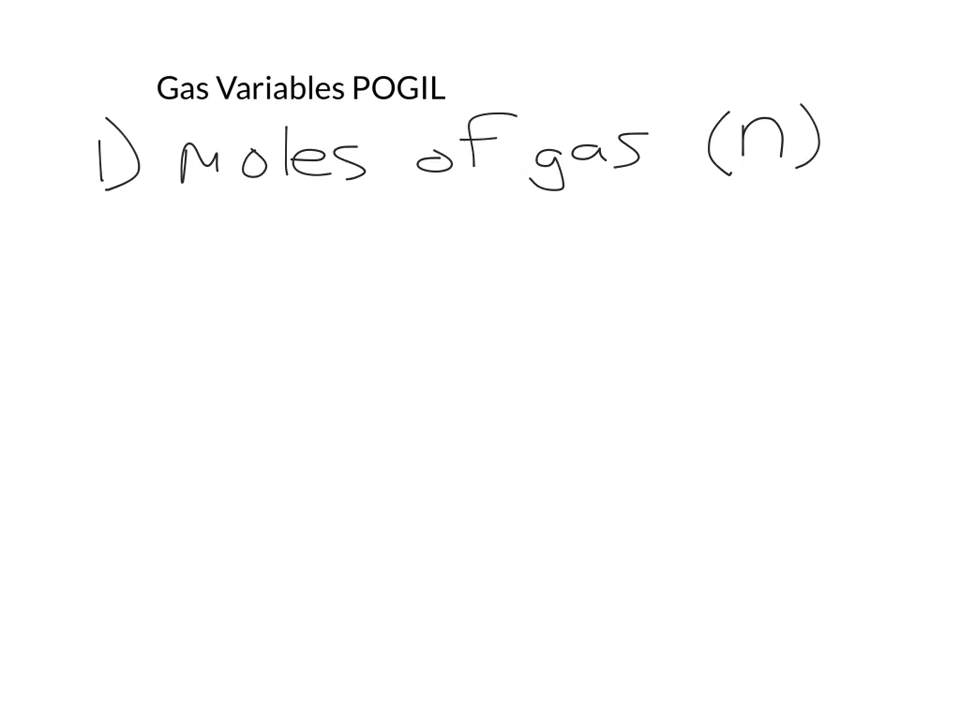 Gas Variables POGIL
1) moles of gas (n)